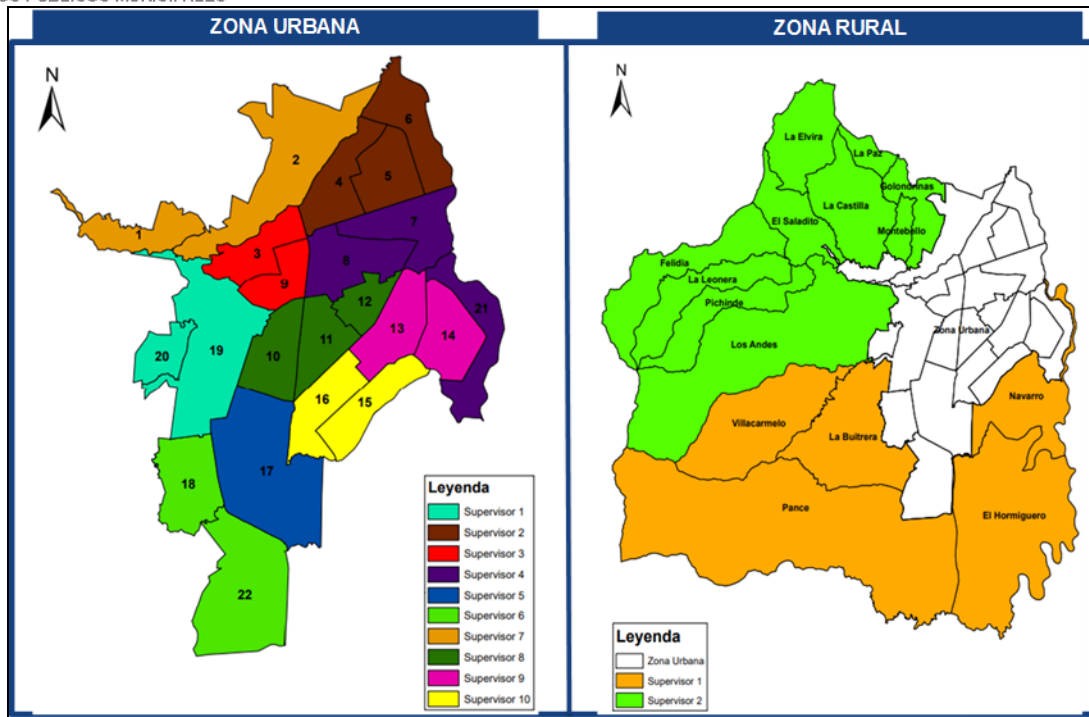 ZONA URBANA
N
6
2
4
5
1
7
3
8
9
12
21
19
13
14
20
11
10
16
15
17
18
22
Leyenda
Supervisor 1
Supervisor 2
Supervisor 3
Supervisor 4
Supervisor 5
Supervisor 6
Supervisor 7
Supervisor 8
Supervisor 9
Supervisor 10
ZONA RURAL
N
La Elvira
La Paz
Golondrinas
La Castilla
El Saladito
Montebello
Felidia
La Leonera
Pichinde
Zona Urbana
Los Andes
Navarro
Villacarmelo
La Buitrera
Pance
El Hormiguero
Leyenda
Zona Urbana
Supervisor 1
Supervisor 2